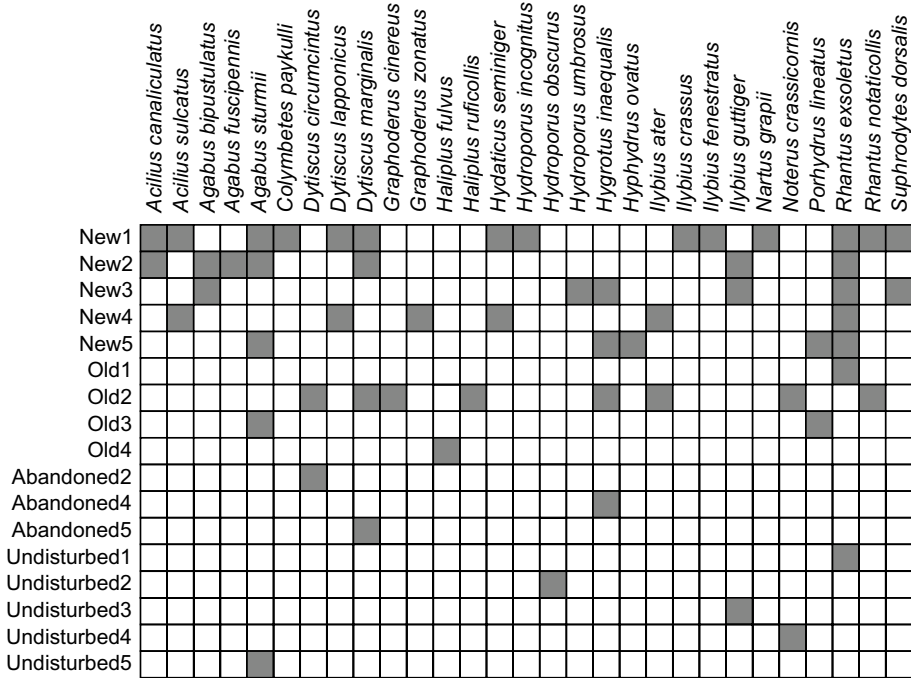 Acilius canaliculatus
Acilius sulcatus
Agabus bipustulatus
Agabus fuscipennis
Agabus sturmii
Colymbetes paykulli
Dytiscus circumcintus
Dytiscus lapponicus
Dytiscus marginalis
Graphoderus cinereus
Graphoderus zonatus
Haliplus fulvus
Haliplus ruficollis
Hydaticus seminiger
Hydroporus incognitus
Hydroporus obscurus
Hydroporus umbrosus
Hygrotus inaequalis
Hyphydrus ovatus
Ilybius ater
Ilybius crassus
Ilybius fenestratus
Ilybius guttiger
Nartus grapii
Noterus crassicornis
Porhydrus lineatus
Rhantus exsoletus
Rhantus notaticollis
Suphrodytes dorsalis
New1
New2
New3
New4
New5
Old1
Old2
Old3
Old4
Abandoned2
Abandoned4
Abandoned5
Undisturbed1
Undisturbed2
Undisturbed3
Undisturbed4
Undisturbed5